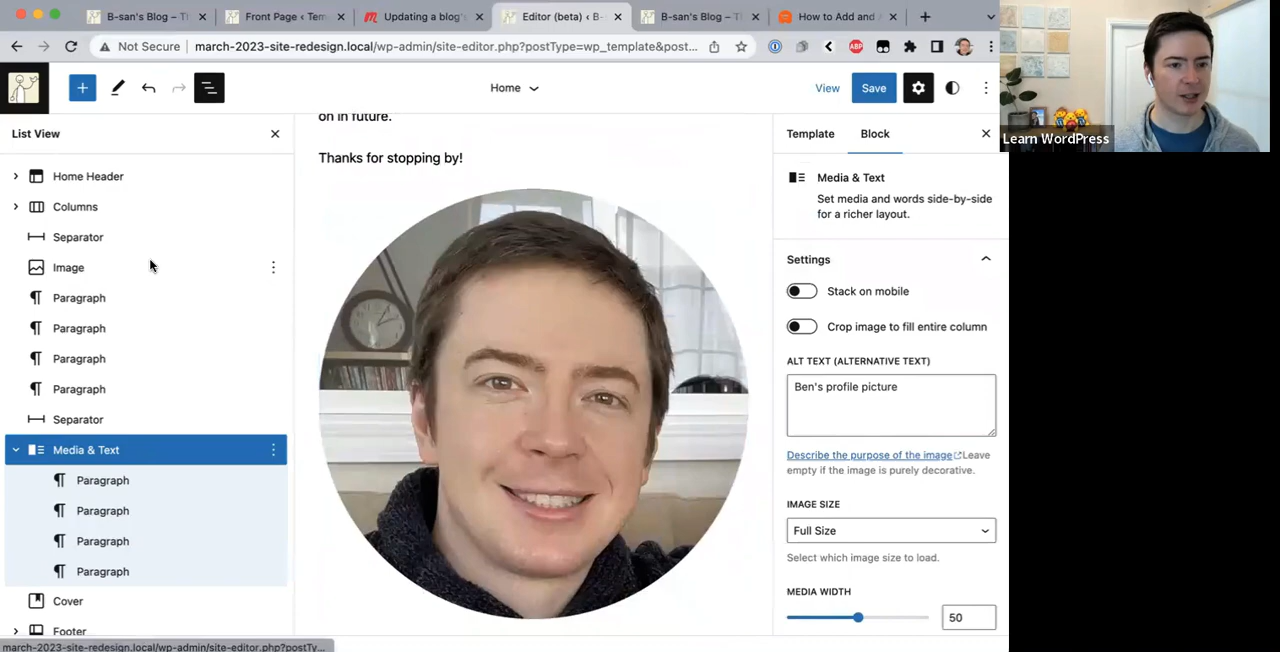 B-san's Blog – Ti
Front Page ‹ Tem
Updating a blog's
Editor (beta) ‹ B-
B-san's Blog – Ti
How to Add and
Not Secure
march-2023-site-redesign.local/wp-admin/site-editor.php?postType=wp_template&post...
ABP
Learn WordPress
Home
View
Save
List View
Home Header
Columns
Separator
Image
Paragraph
Paragraph
Paragraph
Paragraph
Separator
Media & Text
Paragraph
Paragraph
Paragraph
Paragraph
Cover
Footer
march-2023-site-redesign.local/wp-admin/site-editor.php?postTy...
on in future.
Thanks for stopping by!
Template
Block
Media & Text
Set media and words side-by-side
for a richer layout.
Settings
Stack on mobile
Crop image to fill entire column
ALT TEXT (ALTERNATIVE TEXT)
Ben's profile picture
Describe the purpose of the image Leave
empty if the image is purely decorative.
IMAGE SIZE
Full Size
Select which image size to load.
MEDIA WIDTH
50